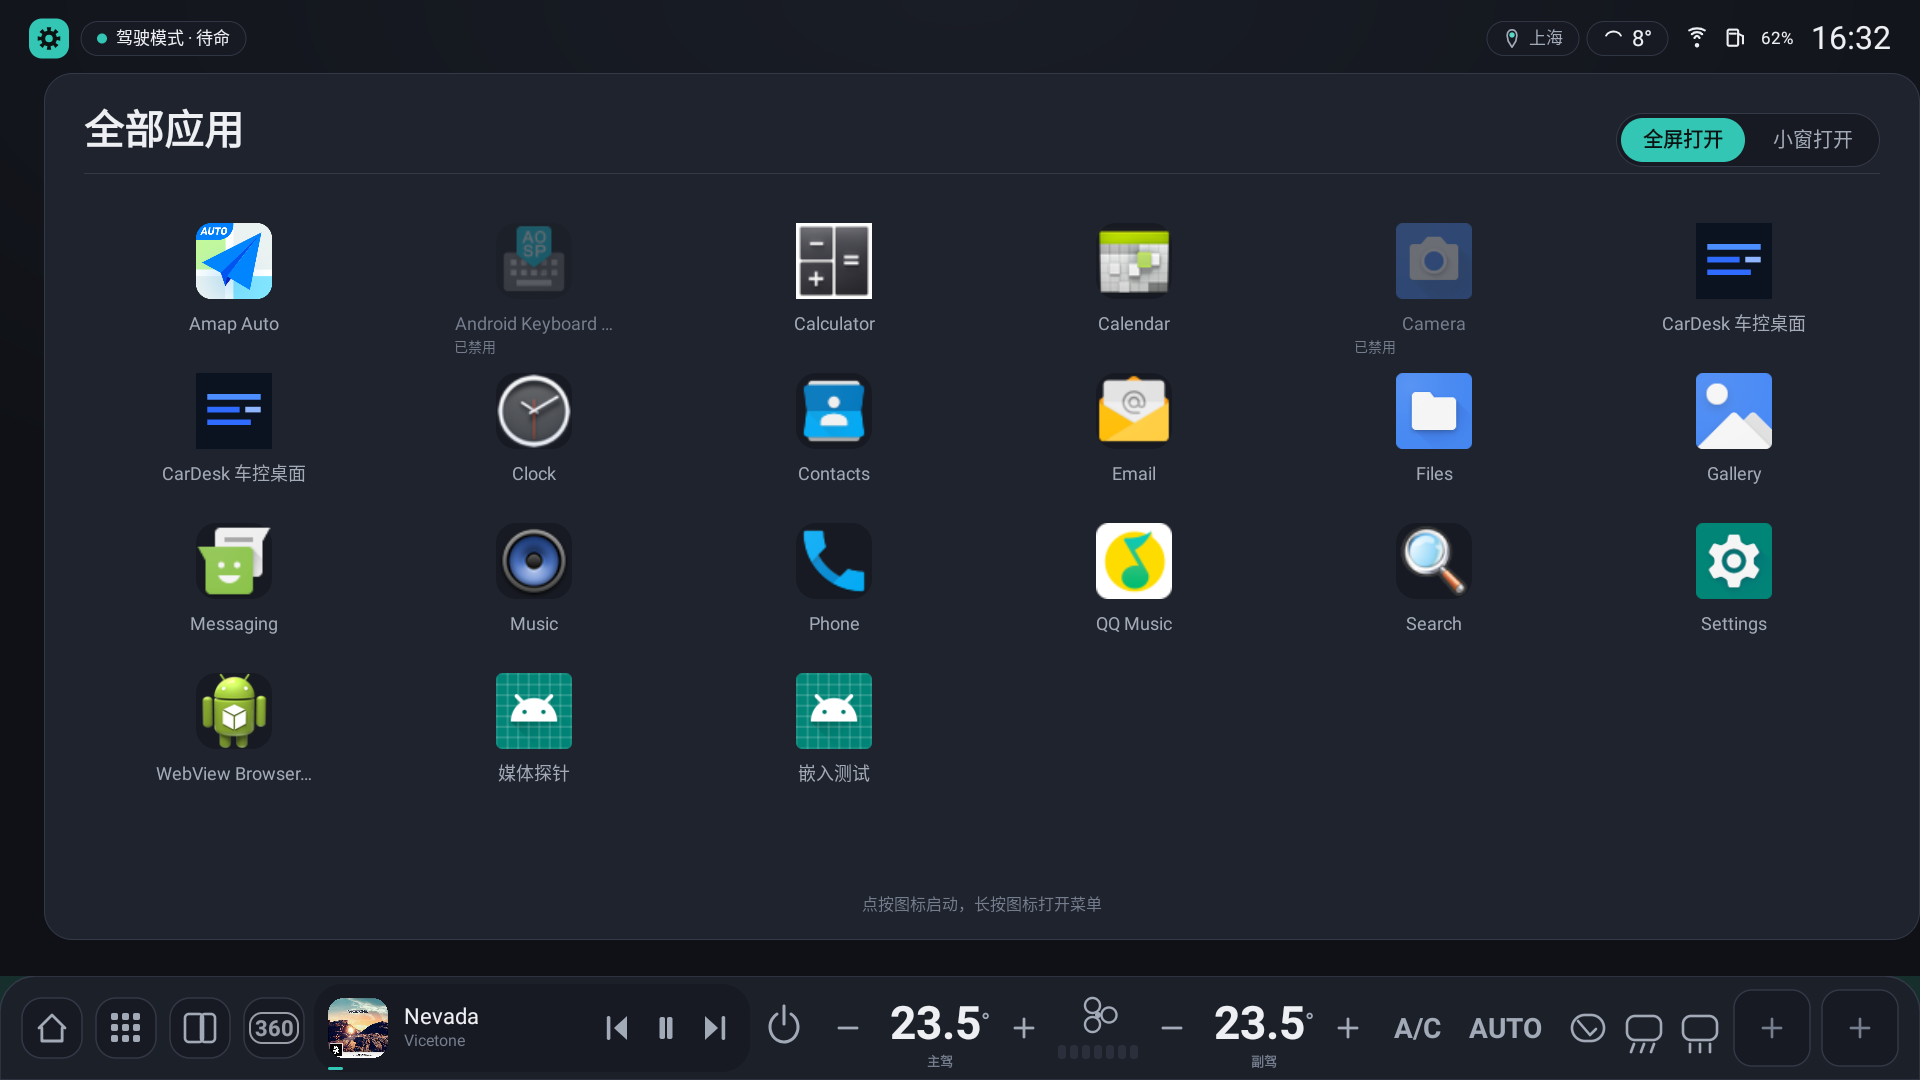 驾驶模式 · 待命
上海
8°
62%
16:32
全部应用
全屏打开
小窗打开
AUTO
Amap Auto
AO
SP
Android Keyboard ...
已禁用
Calculator
Calendar
Camera
已禁用
CarDesk 车控桌面
CarDesk 车控桌面
Clock
Contacts
@
Email
Files
Gallery
Messaging
Music
Phone
QQ Music
Search
Settings
WebView Browser...
媒体探针
嵌入测试
点按图标启动，长按图标打开菜单
360
Nevada
Vicetone
23.5°
主驾
23.5°
副驾
A/C
AUTO